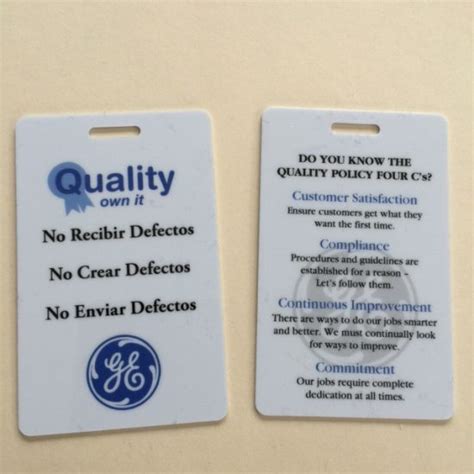 Quality
own it
No Recibir Defectos
No Crear Defectos
No Enviar Defectos
GE
DO YOU KNOW THE
QUALITY POLICY FOUR C's?
Customer Satisfaction
Ensure customers get what they
want the first time.
Compliance
Procedures and guidelines are
established for a reason –
Let's follow them.
Continuous Improvement
There are ways to do our jobs smarter
and better. We must continually look
for ways to improve.
Commitment
Our jobs require complete
dedication at all times.